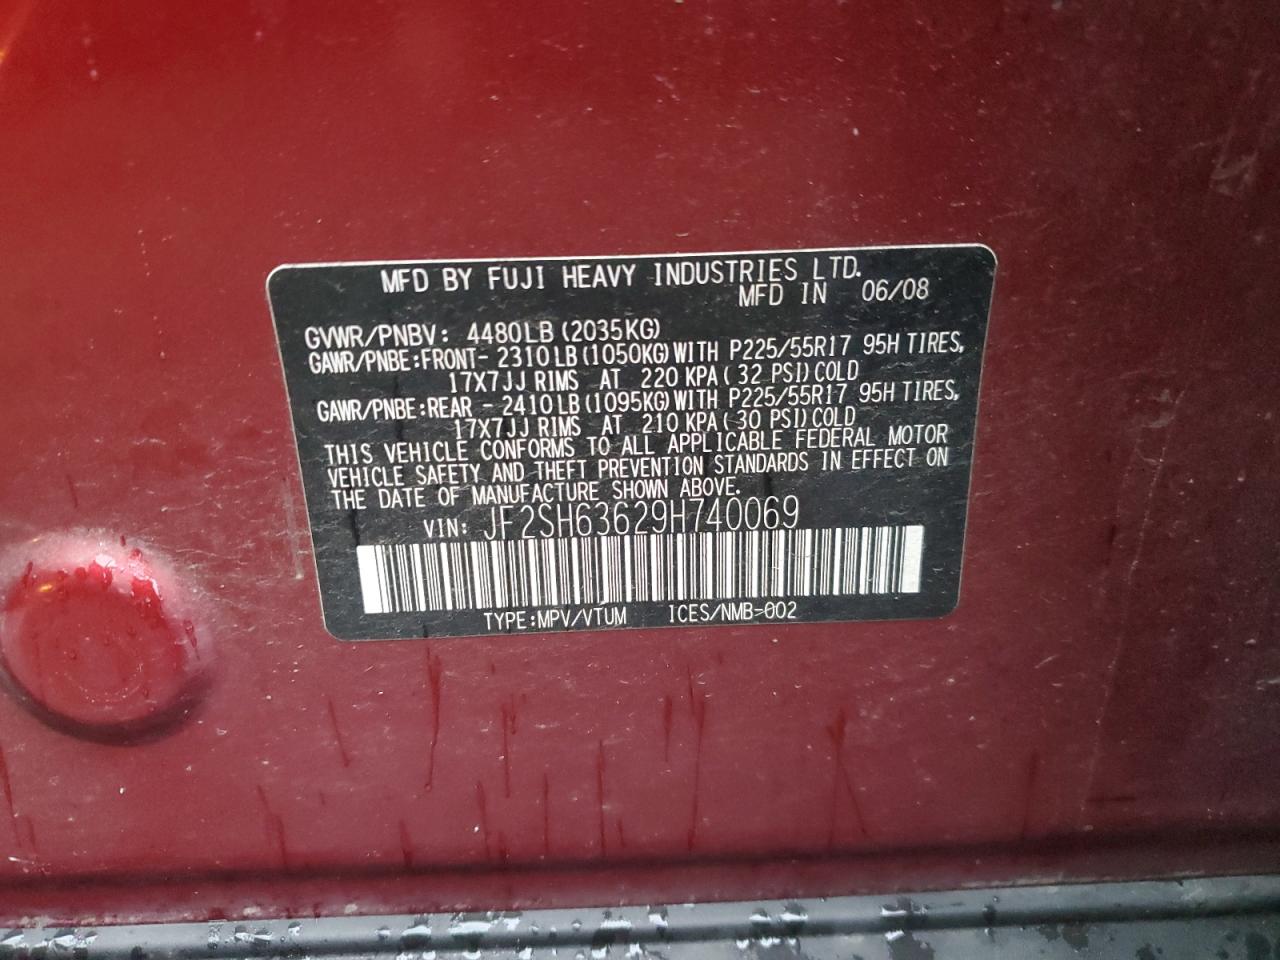 MFD BY FUJI HEAVY INDUSTRIES LTD.
MFD IN 06/08
GVWR/PNBV: 4480LB (2035KG)
GAWR/PNBE:FRONT- 2310LB (1050KG) WITH P225/55R17 95H TIRES,
17X7JJ RIMS AT 220 KPA ( 32 PSI) COLD
GAWR/PNBE:REAR - 2410LB (1095KG) WITH P225/55R17 95H TIRES,
17X7JJ RIMS AT 210 KPA ( 30 PSI) COLD
THIS VEHICLE CONFORMS TO ALL APPLICABLE FEDERAL MOTOR
VEHICLE SAFETY AND THEFT PREVENTION STANDARDS IN EFFECT ON
THE DATE OF MANUFACTURE SHOWN ABOVE.
VIN: JF2SH63629H740069
TYPE:MPV/VTUM ICES/NMB-002